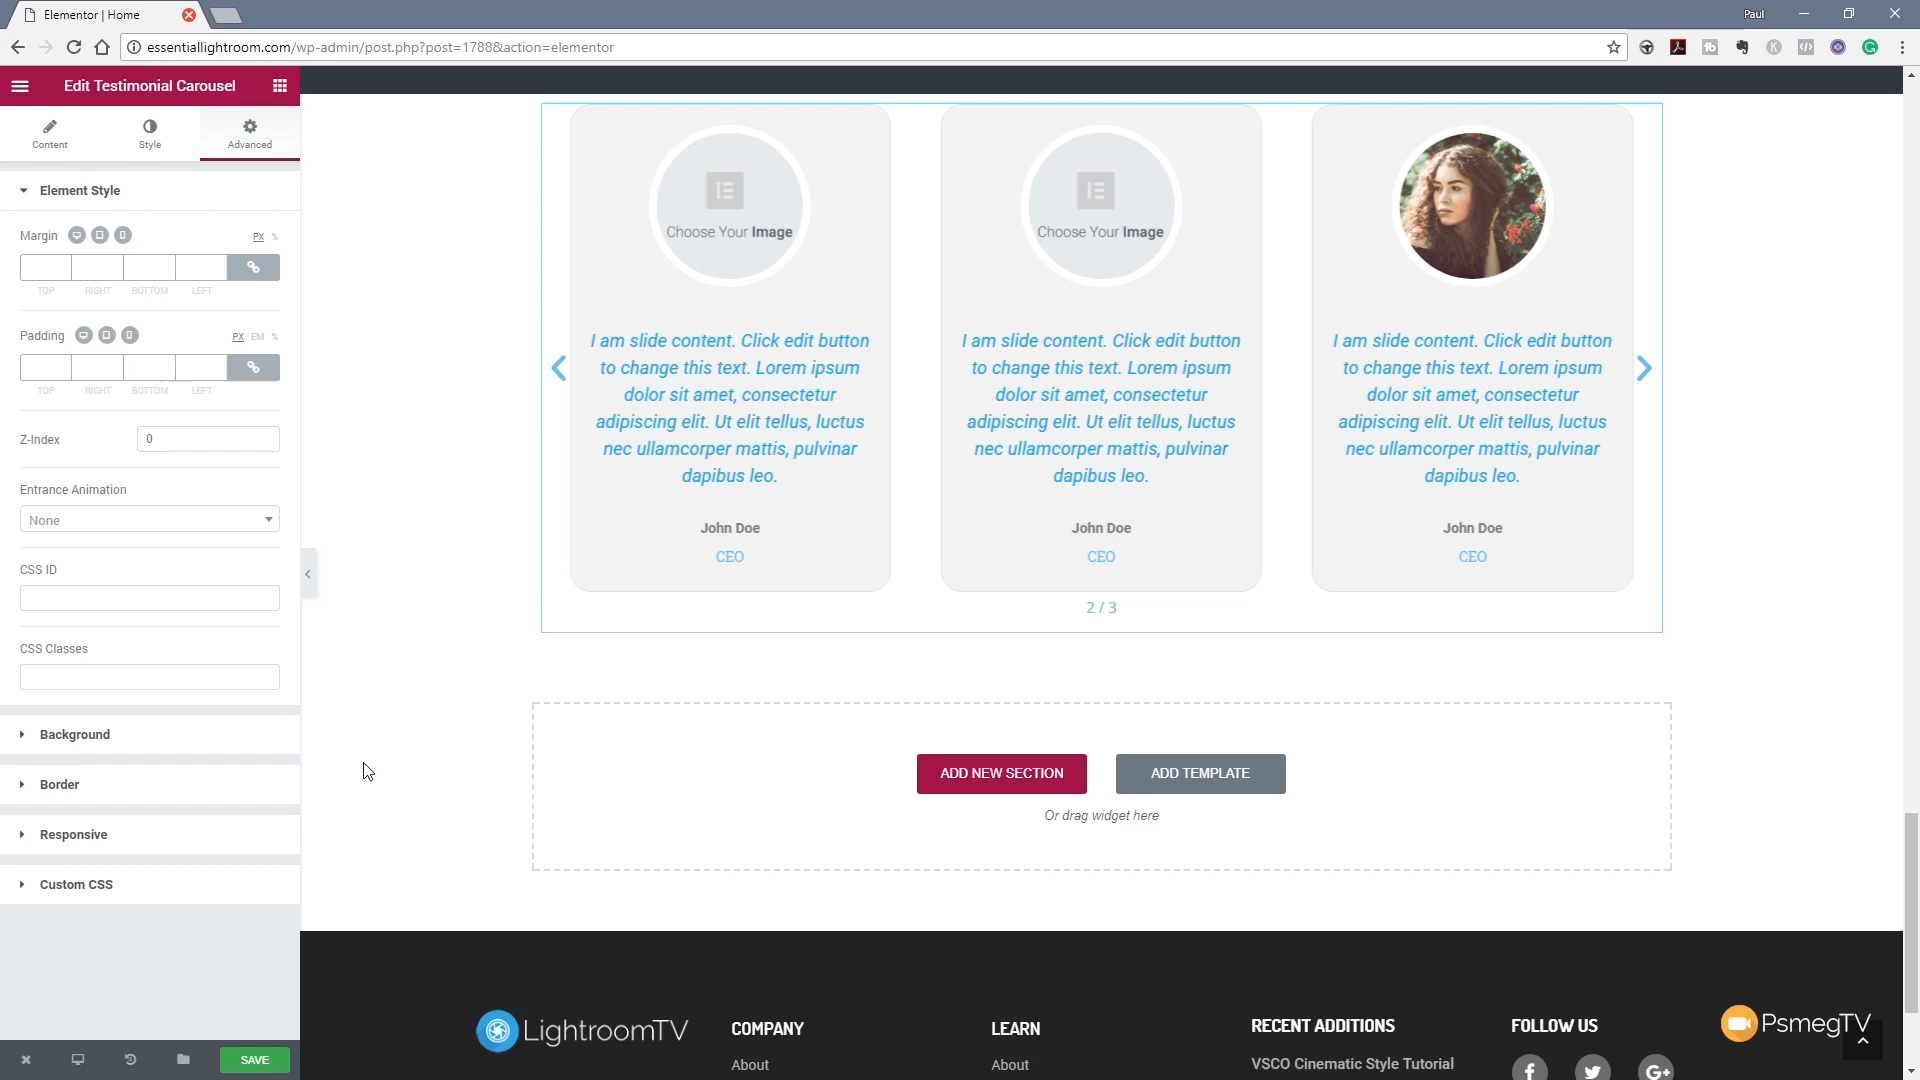 Elementor | Home
Paul
essentiallightroom.com/wp-admin/post.php?post=1788&action=elementor
Edit Testimonial Carousel
Content
Style
Advanced
Element Style
Margin
PX %
TOP RIGHT BOTTOM LEFT
Padding
PX EM %
TOP RIGHT BOTTOM LEFT
Z-Index
0
Entrance Animation
None
CSS ID
CSS Classes
Background
Border
Responsive
Custom CSS
SAVE
Choose Your Image
I am slide content. Click edit button
to change this text. Lorem ipsum
dolor sit amet, consectetur
adipiscing elit. Ut elit tellus, luctus
nec ullamcorper mattis, pulvinar
dapibus leo.
John Doe
CEO
Choose Your Image
I am slide content. Click edit button
to change this text. Lorem ipsum
dolor sit amet, consectetur
adipiscing elit. Ut elit tellus, luctus
nec ullamcorper mattis, pulvinar
dapibus leo.
John Doe
CEO
I am slide content. Click edit button
to change this text. Lorem ipsum
dolor sit amet, consectetur
adipiscing elit. Ut elit tellus, luctus
nec ullamcorper mattis, pulvinar
dapibus leo.
John Doe
CEO
2 / 3
ADD NEW SECTION
ADD TEMPLATE
Or drag widget here
LightroomTV
COMPANY
About
LEARN
About
RECENT ADDITIONS
VSCO Cinematic Style Tutorial
FOLLOW US
G+
PsmegTV